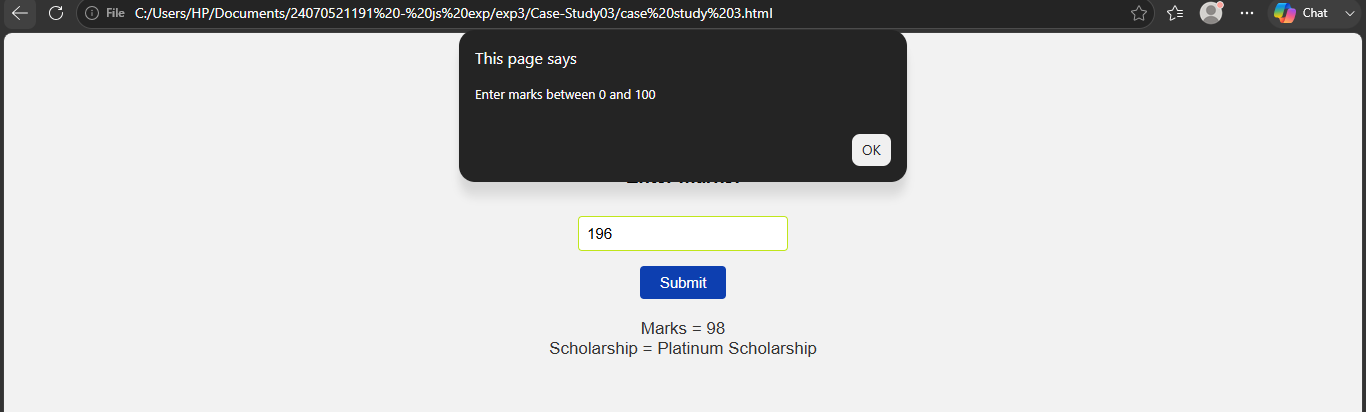 File C:/Users/HP/Documents/24070521191%20-%20js%20exp/exp3/Case-Study03/case%20study%203.html
Chat
This page says
Enter marks between 0 and 100
OK
196
Submit
Marks = 98
Scholarship = Platinum Scholarship